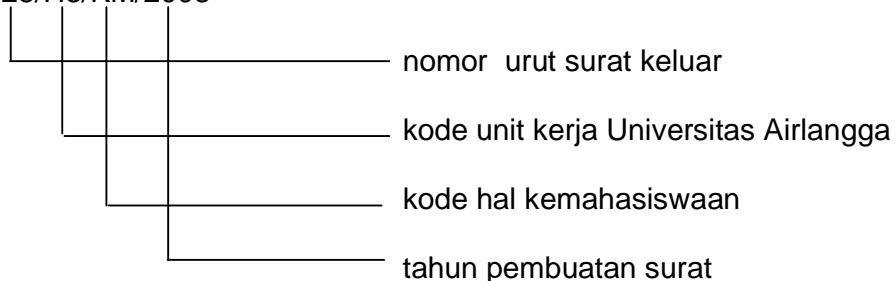 nomor urut surat keluar
kode unit kerja Universitas Airlangga
kode hal kemahasiswaan
tahun pembuatan surat